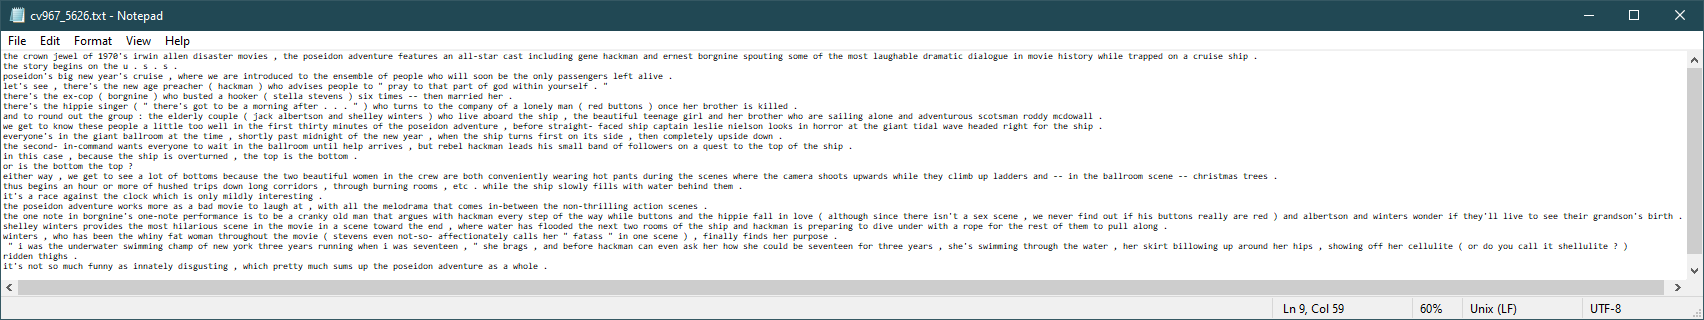 cv967_5626.txt - Notepad
File Edit Format View Help
the crown jewel of 1970's irwin allen disaster movies , the poseidon adventure features an all-star cast including gene hackman and ernest borgnine spouting some of the most laughable dramatic dialogue in movie history while trapped on a cruise ship .
the story begins on the u . s . s .
poseidon's big new year's cruise , where we are introduced to the ensemble of people who will soon be the only passengers left alive .
let's see , there's the new age preacher ( hackman ) who advises people to " pray to that part of god within yourself . "
there's the ex-cop ( borgnine ) who busted a hooker ( stella stevens ) six times -- then married her .
there's the hippie singer ( " there's got to be a morning after . . . " ) who turns to the company of a lonely man ( red buttons ) once her brother is killed .
and to round out the group : the elderly couple ( jack albertson and shelley winters ) who live aboard the ship , the beautiful teenage girl and her brother who are sailing alone and adventurous scotsman roddy mcdowall .
we get to know these people a little too well in the first thirty minutes of the poseidon adventure , before straight- faced ship captain leslie nielson looks in horror at the giant tidal wave headed right for the ship .
everyone's in the giant ballroom at the time , shortly past midnight of the new year , when the ship turns first on its side , then completely upside down .
the second- in-command wants everyone to wait in the ballroom until help arrives , but rebel hackman leads his small band of followers on a quest to the top of the ship .
in this case , because the ship is overturned , the top is the bottom .
or is the bottom the top ?
either way , we get to see a lot of bottoms because the two beautiful women in the crew are both conveniently wearing hot pants during the scenes where the camera shoots upwards while they climb up ladders and -- in the ballroom scene -- christmas trees .
thus begins an hour or more of hushed trips down long corridors , through burning rooms , etc . while the ship slowly fills with water behind them .
it's a race against the clock which is only mildly interesting .
the poseidon adventure works more as a bad movie to laugh at , with all the melodrama that comes in-between the non-thrilling action scenes .
the one note in borgnine's one-note performance is to be a cranky old man that argues with hackman every step of the way while buttons and the hippie fall in love ( although since there isn't a sex scene , we never find out if his buttons really are red ) and albertson and winters wonder if they'll live to see their grandson's birth .
shelley winters provides the most hilarious scene in the movie in a scene toward the end , where water has flooded the next two rooms of the ship and hackman is preparing to dive under with a rope for the rest of them to pull along .
winters , who has been the whiny fat woman throughout the movie ( stevens even not-so- affectionately calls her " fatass " in one scene ) , finally finds her purpose .
" i was the underwater swimming champ of new york three years running when i was seventeen , " she brags , and before hackman can even ask her how she could be seventeen for three years , she's swimming through the water , her skirt billowing up around her hips , showing off her cellulite ( or do you call it shellulite ? )
ridden thighs .
it's not so much funny as innately disgusting , which pretty much sums up the poseidon adventure as a whole .
Ln 9, Col 59 60% Unix (LF) UTF-8